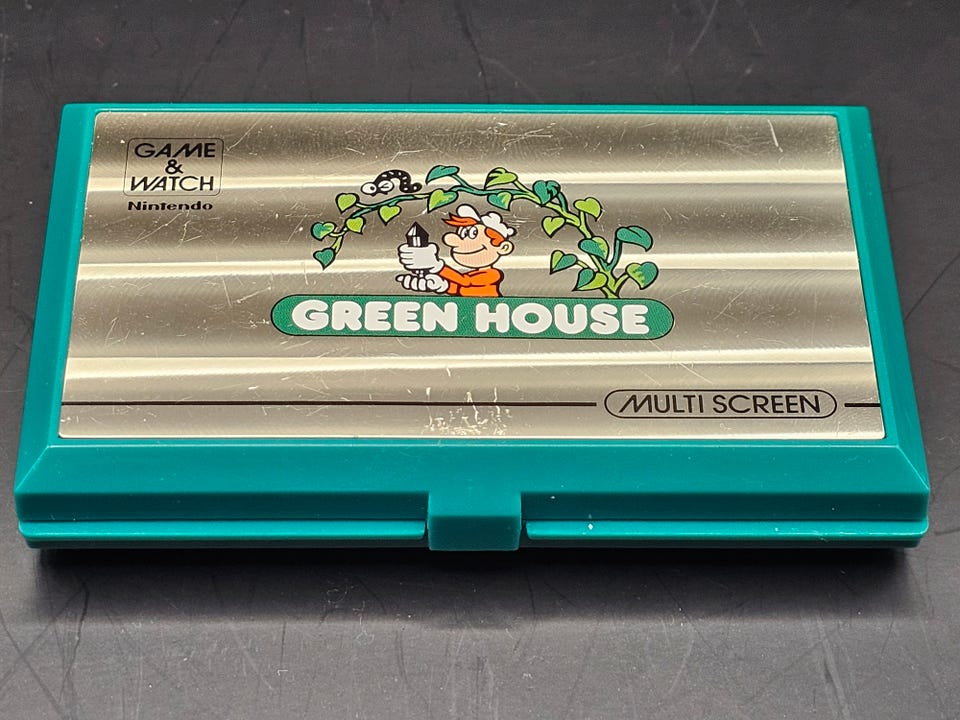 GAME
&
WATCH
Nintendo
GREEN HOUSE
MULTI SCREEN